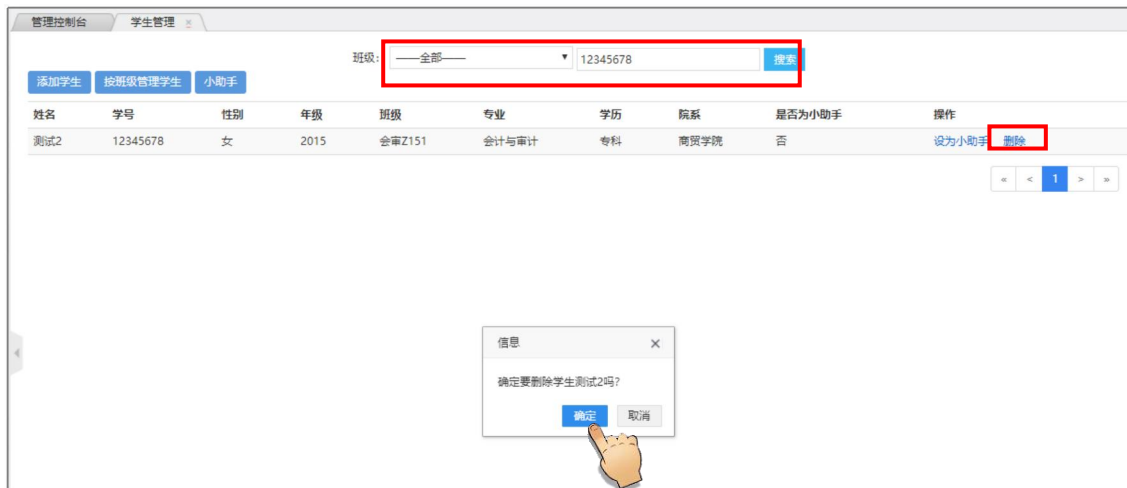 管理控制台 学生管理 ×
班级: ——全部—— 12345678 搜索
添加学生 按班级管理学生 小助手
姓名 学号 性别 年级 班级 专业 学历 院系 是否为小助手 操作
测试2 12345678 女 2015 会审Z151 会计与审计 专科 商贸学院 否 设为小助手 删除
« < 1 > »
信息 ×
确定要删除学生测试2吗?
确定 取消